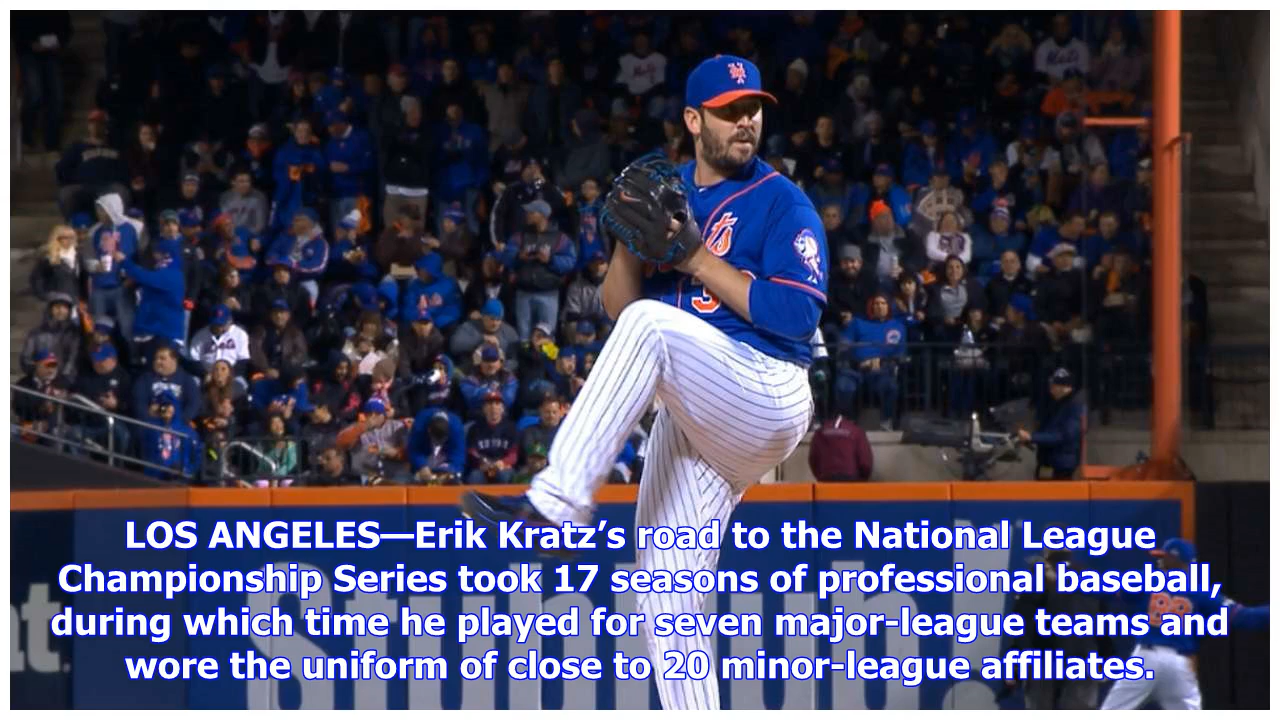 LOS ANGELES—Erik Kratz’s road to the National League
Championship Series took 17 seasons of professional baseball,
during which time he played for seven major-league teams and
wore the uniform of close to 20 minor-league affiliates.
StubHub!
Mets